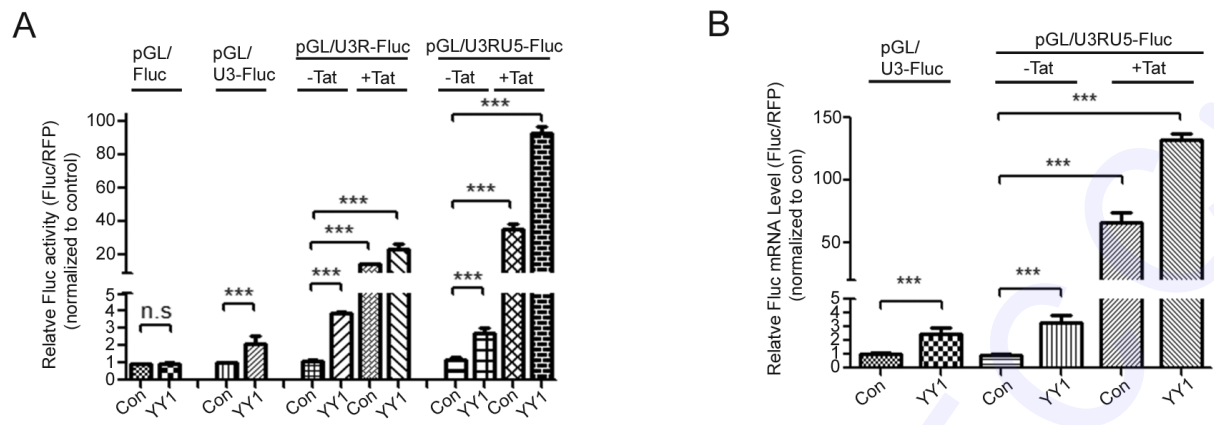 A
pGL/
Fluc
pGL/
U3-Fluc
pGL/U3R-Fluc
-Tat
+Tat
pGL/U3RU5-Fluc
-Tat
+Tat
Relatve Fluc activity (Fluc/RFP)
(normalized to control)
100
80
60
40
20
5
4
3
2
1
0
n.s
***
***
***
***
***
***
***
Con
YY1
Con
YY1
Con
YY1
Con
YY1
Con
YY1
Con
YY1
B
pGL/
U3-Fluc
pGL/U3RU5-Fluc
-Tat
+Tat
Relatve Fluc mRNA Level (Fluc/RFP)
(normalized to con)
150
100
50
5
4
3
2
1
0
***
***
***
***
Con
YY1
Con
YY1
Con
YY1